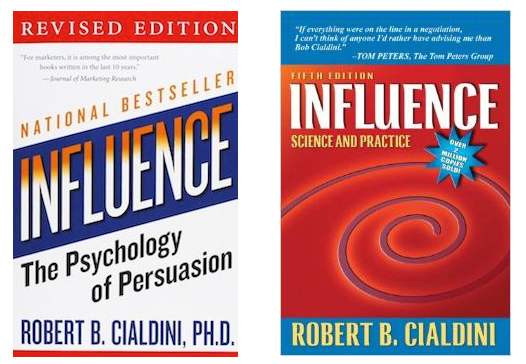 REVISED EDITION
"For marketers, it is among the most important
books written in the last 10 years."
—Journal of Marketing Research
NATIONAL BESTSELLER
INFLUENCE
The Psychology
of Persuasion
ROBERT B. CIALDINI, PH.D.
"If everything were on the line in a negotiation,
I can't think of anyone I'd rather have advising me than
Bob Cialdini."
–TOM PETERS, The Tom Peters Group
FIFTH EDITION
INFLUENCE
SCIENCE AND PRACTICE
OVER
2
MILLION
COPIES
SOLD!
ROBERT B. CIALDINI